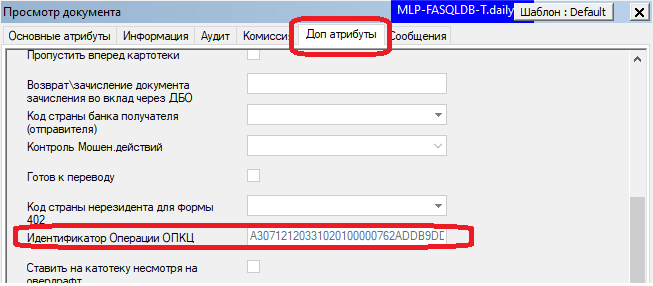 Просмотр документа
MLP-FASQLDB-T.daily
Шаблон : Default
Основные атрибуты
Информация
Аудит
Комиссия
Доп атрибуты
Сообщения
Пропустить вперед картотеки
Возврат\зачисление документа
зачисления во вклад через ДБО
Код страны банка получателя
(отправителя)
Контроль Мошен.действий
Готов к переводу
Код страны нерезидента для формы
402
Идентификатор Операции ОПКЦ
A30712120331020100000762ADDB9DD
Ставить на катотеку несмотря на
овердрафт